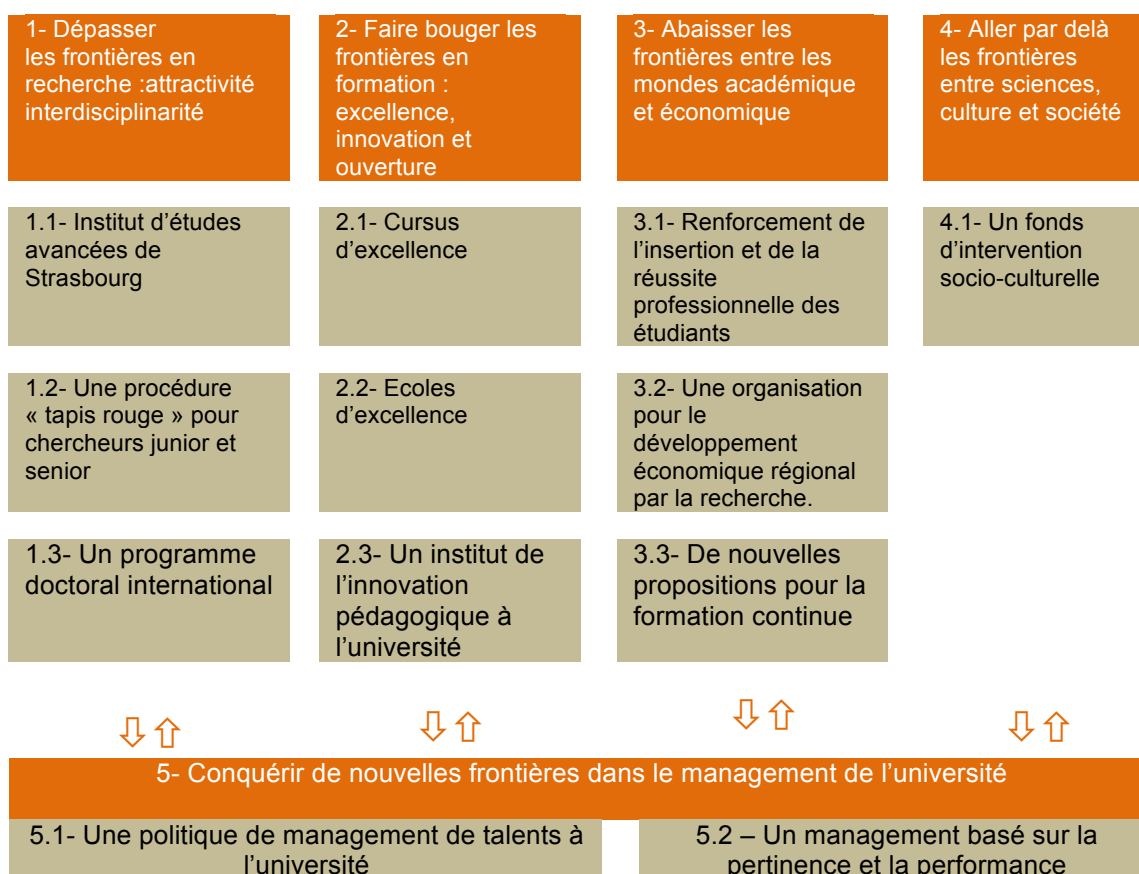 1- Dépasser
les frontières en
recherche :attractivité
interdisciplinarité
2- Faire bouger les
frontières en
formation :
excellence,
innovation et
ouverture
3- Abaisser les
frontières entre les
mondes académique
et économique
4- Aller par delà
les frontières
entre sciences,
culture et société
1.1- Institut d’études
avancées de
Strasbourg
2.1- Cursus
d’excellence
3.1- Renforcement de
l’insertion et de la
réussite
professionnelle des
étudiants
4.1- Un fonds
d’intervention
socio-culturelle
1.2- Une procédure
« tapis rouge » pour
chercheurs junior et
senior
2.2- Ecoles
d’excellence
3.2- Une organisation
pour le
développement
économique régional
par la recherche.
1.3- Un programme
doctoral international
2.3- Un institut de
l’innovation
pédagogique à
l’université
3.3- De nouvelles
propositions pour la
formation continue
5- Conquérir de nouvelles frontières dans le management de l’université
5.1- Une politique de management de talents à
l’université
5.2 – Un management basé sur la
pertinence et la performance